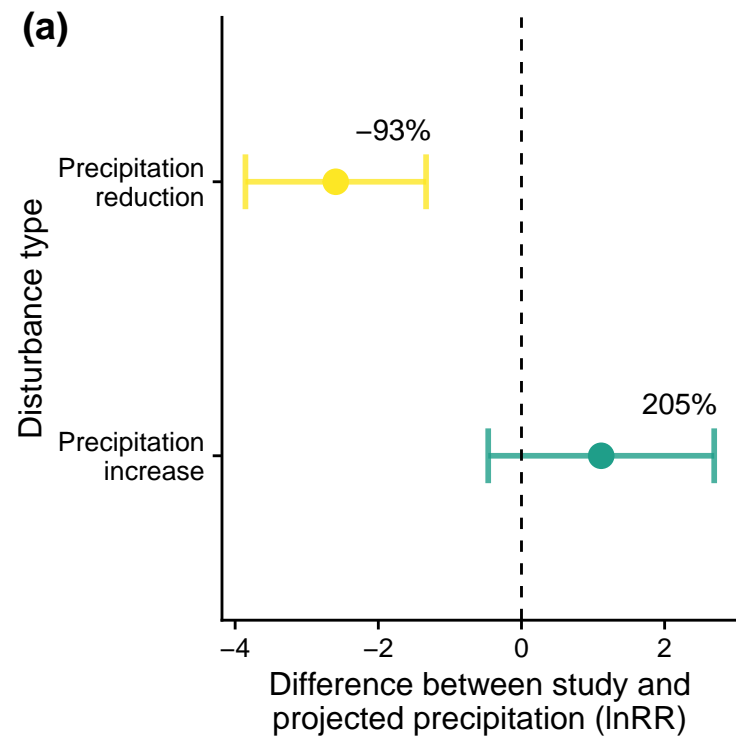 (a)
−93%
Precipitation
reduction
Disturbance type
205%
Precipitation
increase
−4 −2 0 2
Difference between study and
projected precipitation (lnRR)